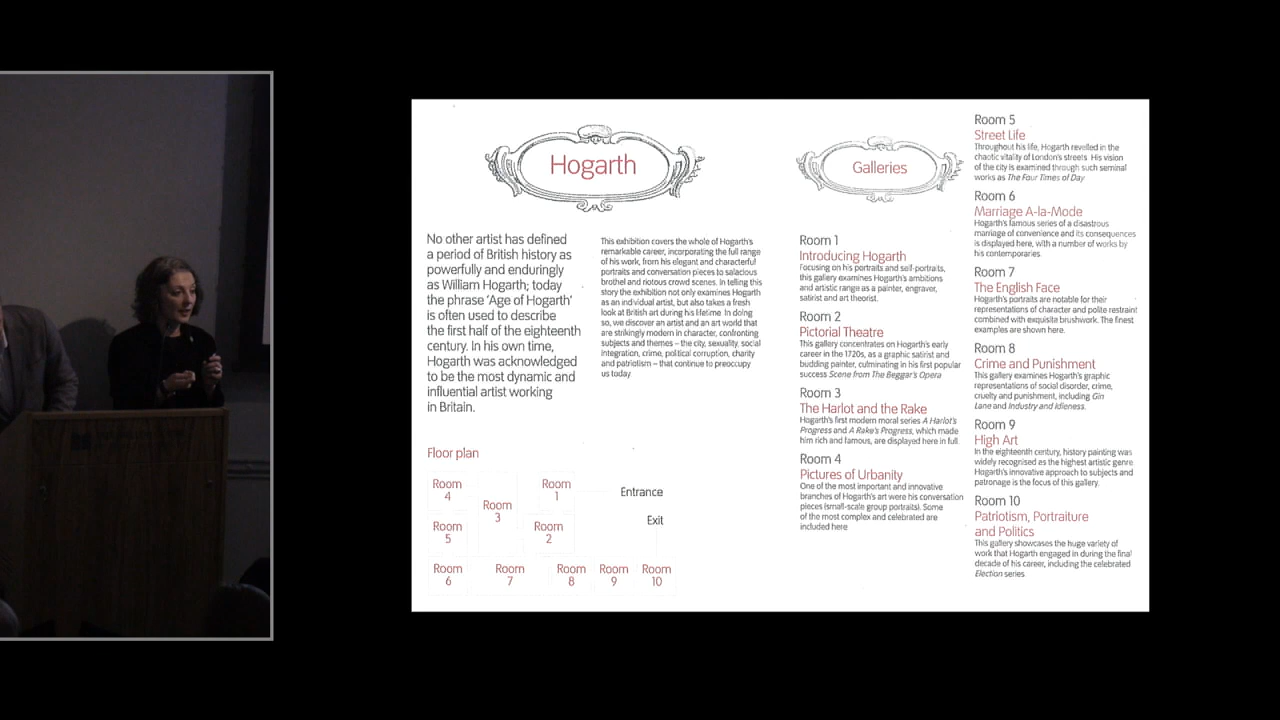 Hogarth
No other artist has defined
a period of British history as
powerfully and enduringly
as William Hogarth; today
the phrase 'Age of Hogarth'
is often used to describe
the first half of the eighteenth
century. In his own time,
Hogarth was acknowledged
to be the most dynamic and
influential artist working
in Britain.
This exhibition covers the whole of Hogarth's
remarkable career, incorporating the full range
of his work, from his elegant and characterful
portraits and conversation pieces to salacious
brothel and riotous crowd scenes. In telling this
story the exhibition not only examines Hogarth
as an individual artist, but also takes a fresh
look at British art during his lifetime. In doing
so, we discover an artist and an art world that
are strikingly modern in character, confronting
subjects and themes – the city, sexuality, social
integration, crime, political corruption, charity
and patriotism – that continue to preoccupy
us today
Floor plan
Room
4
Room
3
Room
1
Entrance
Exit
Room
5
Room
2
Room
6
Room
7
Room
8
Room
9
Room
10
Galleries
Room 1
Introducing Hogarth
Focusing on his portraits and self-portraits,
this gallery examines Hogarth's ambitions
and artistic range as a painter, engraver,
satirist and art theorist.
Room 2
Pictorial Theatre
This gallery concentrates on Hogarth's early
career in the 1720s, as a graphic satirist and
budding painter, culminating in his first popular
success Scene from The Beggar's Opera
Room 3
The Harlot and the Rake
Hogarth's first modern moral series A Harlot's
Progress and A Rake's Progress, which made
him rich and famous, are displayed here in full.
Room 4
Pictures of Urbanity
One of the most important and innovative
branches of Hogarth's art were his conversation
pieces (small-scale group portraits). Some
of the most complex and celebrated are
included here
Room 5
Street Life
Throughout his life, Hogarth revelled in the
chaotic vitality of London's streets His vision
of the city is examined through such seminal
works as The Four Times of Day
Room 6
Marriage A-la-Mode
Hogarth's famous series of a disastrous
marriage of convenience and its consequences
is displayed here, with a number of works by
his contemporaries.
Room 7
The English Face
Hogarth's portraits are notable for their
representations of character and polite restraint
combined with exquisite brushwork. The finest
examples are shown here.
Room 8
Crime and Punishment
This gallery examines Hogarth's graphic
representations of social disorder, crime,
cruelty and punishment, including Gin
Lane and Industry and Idleness.
Room 9
High Art
In the eighteenth century, history painting was
widely recognised as the highest artistic genre
Hogarth's innovative approach to subjects and
patronage is the focus of this gallery.
Room 10
Patriotism, Portraiture
and Politics
This gallery showcases the huge variety of
work that Hogarth engaged in during the final
decade of his career, including the celebrated
Election series